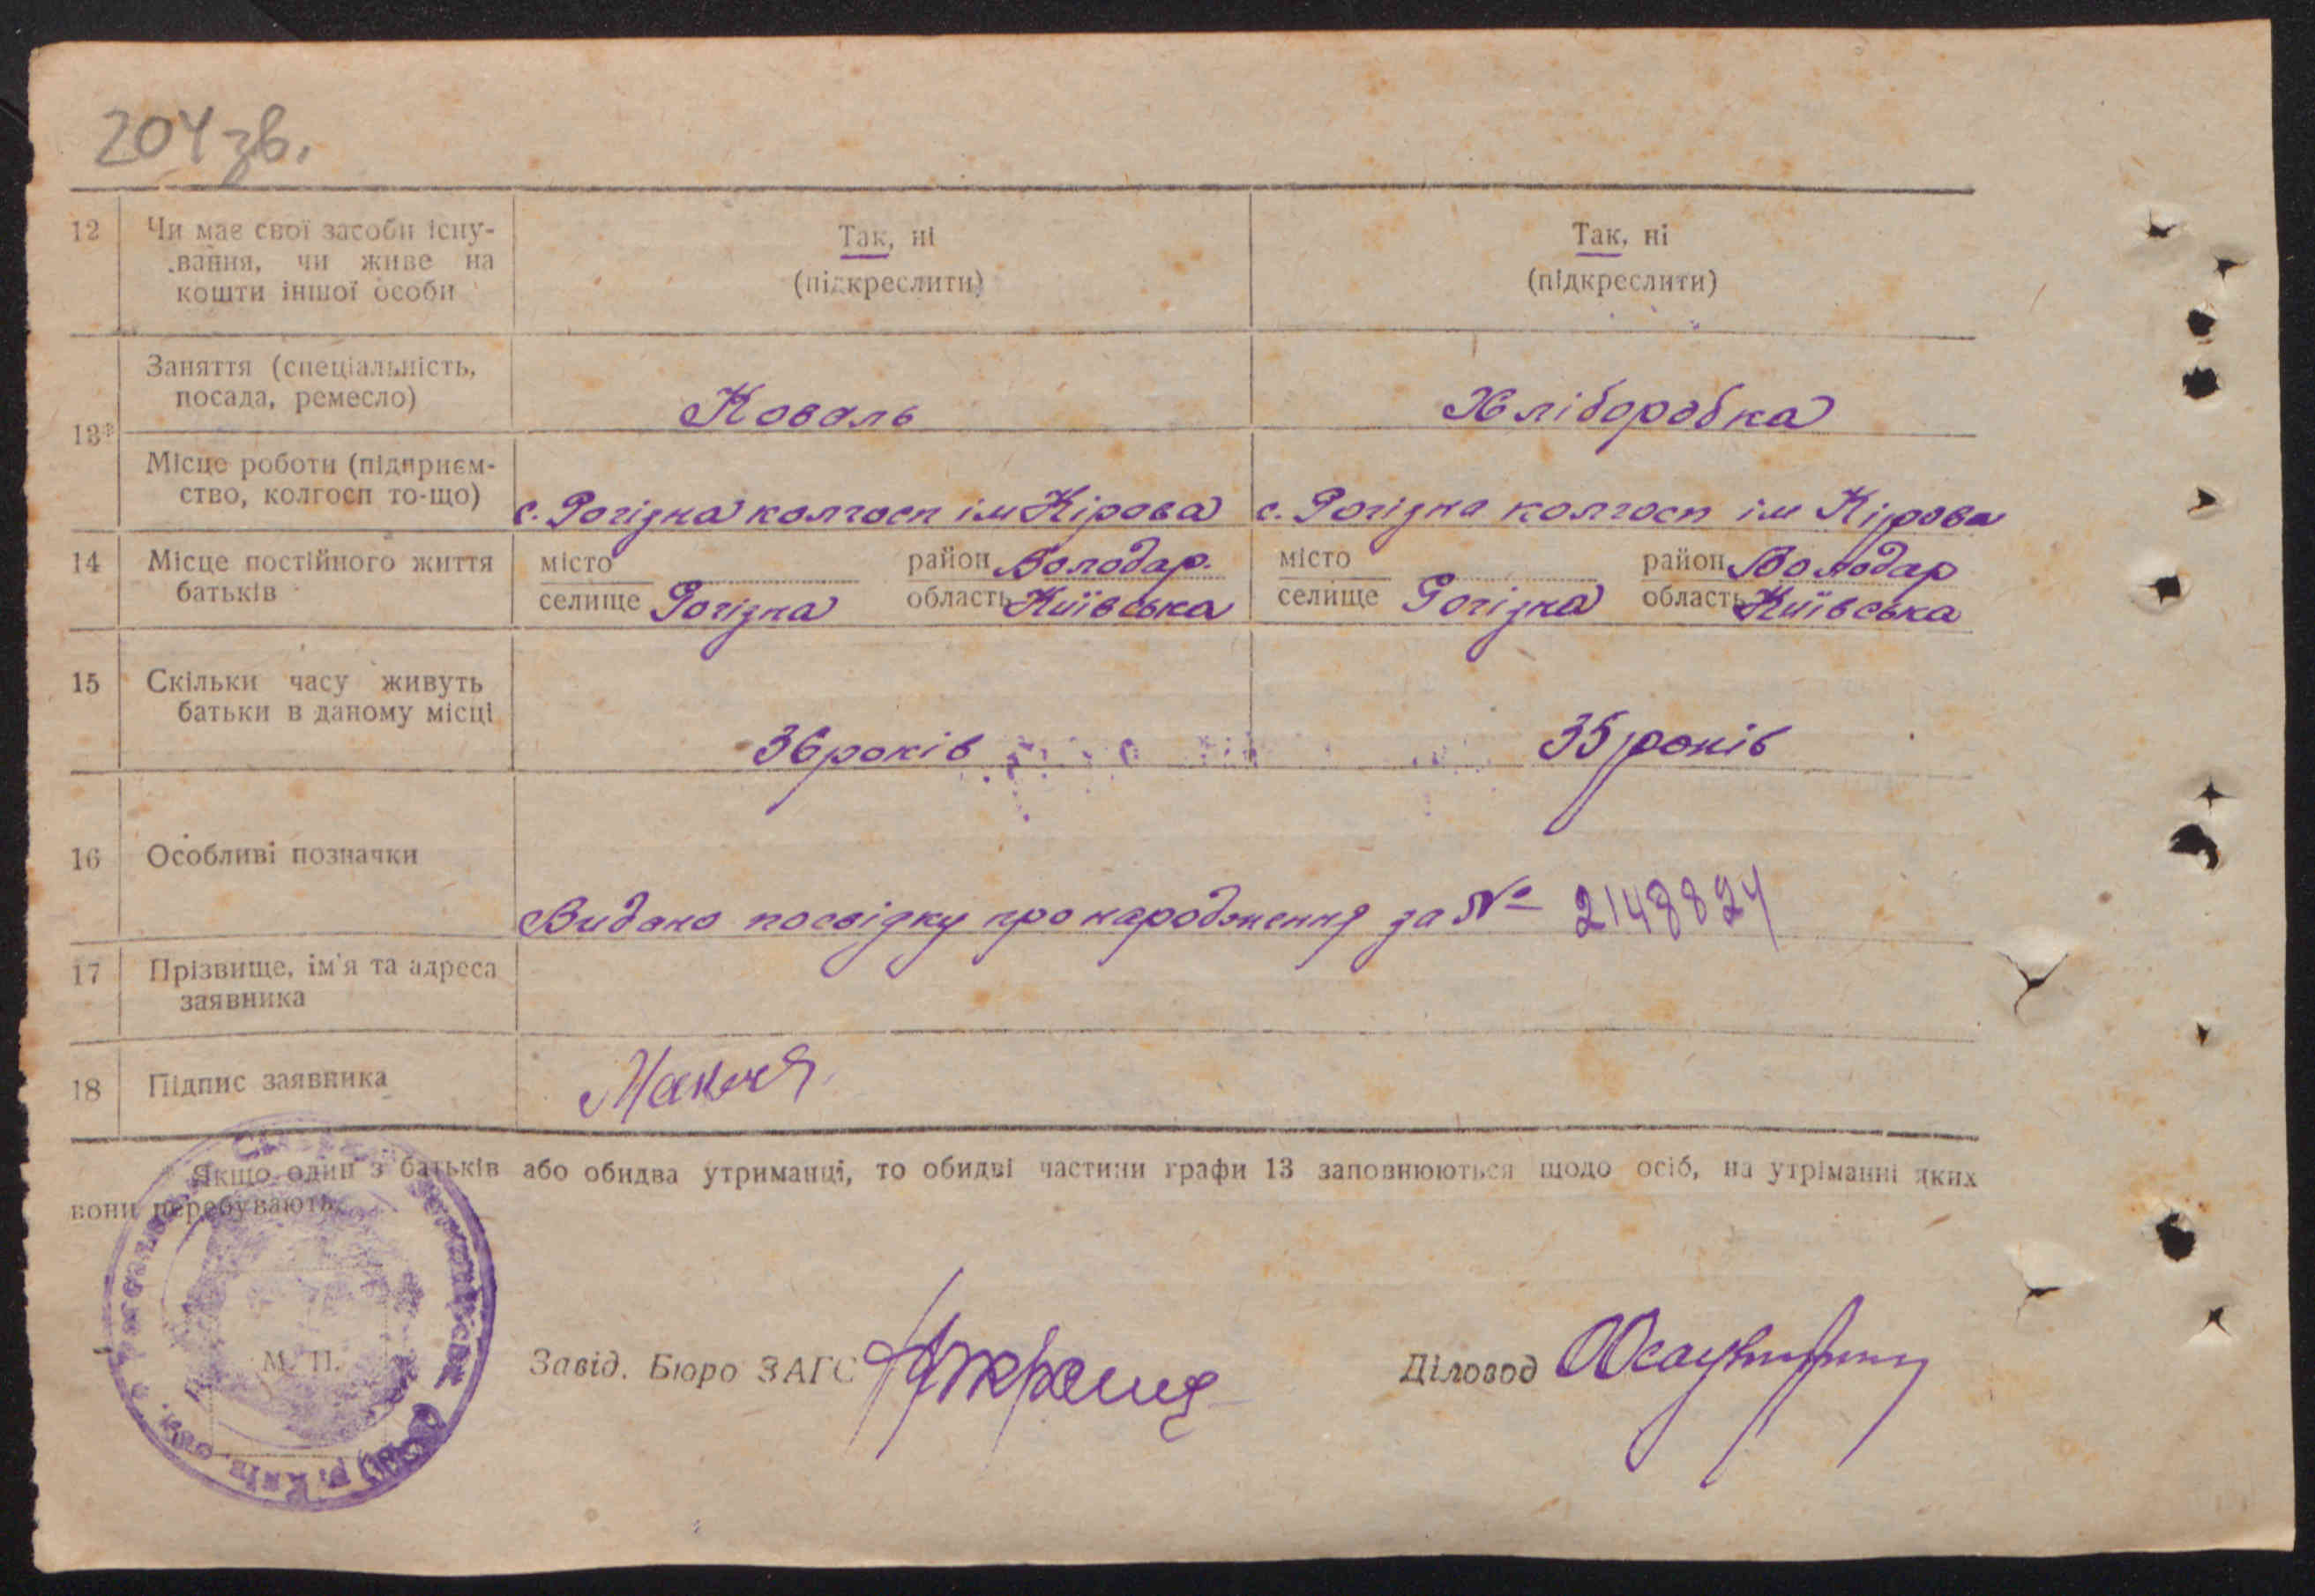 204 зв.
12 Чи має свої засоби існу-
вання, чи живе на
кошти іншої особи
Так, ні
(підкреслити)
Так, ні
(підкреслити)
13*
Заняття (спеціальність,
посада, ремесло)
Коваль
Хліборобка
Місце роботи (підприєм-
ство, колгосп то-що)
с. Рогізна колгосп ім Кірова
с. Рогізна колгосп ім Кірова
14 Місце постійного життя
батьків
місто
селище Рогізна
район Володар.
область Київська
місто
селище Рогізна
район Володар
область Київська
15 Скільки часу живуть
батьки в даному місці
36 років
35 років
16 Особливі позначки
Видано посвідку про народження за № 2148824
17 Прізвище, ім'я та адреса
заявника
18 Підпис заявника
Якщо один з батьків або обидва утриманці, то обидві частини графи 13 заповнюються щодо осіб, на утріманні яких
вони перебувають.
М. П.
Завід. Бюро ЗАГС
Діловод